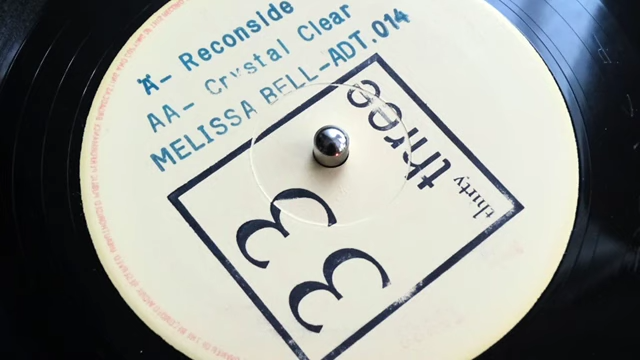 A- Reconside
AA- Crystal Clear
MELISSA BELL-ADT.014
33
thirty three